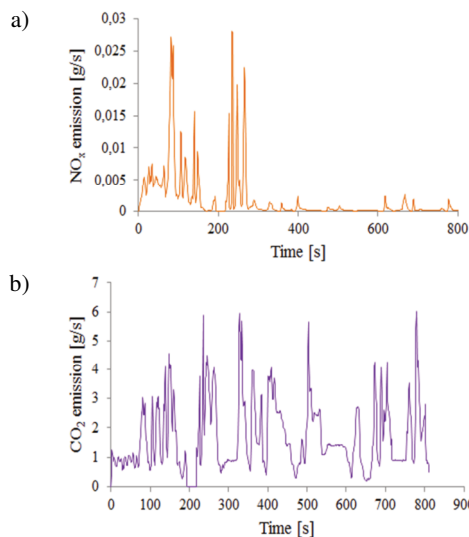 a)
NOx emission [g/s]
0,03
0,025
0,02
0,015
0,01
0,005
0
0 200 400 600 800
Time [s]
b)
CO2 emission [g/s]
7
6
5
4
3
2
1
0
0 100 200 300 400 500 600 700 800 900
Time [s]